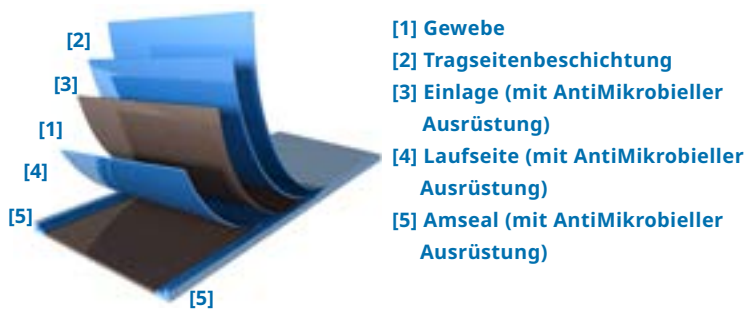 [2]
[3]
[1]
[4]
[5]
[5]
[1] Gewebe
[2] Tragseitenbeschichtung
[3] Einlage (mit AntiMikrobieller
Ausrüstung)
[4] Laufseite (mit AntiMikrobieller
Ausrüstung)
[5] Amseal (mit AntiMikrobieller
Ausrüstung)